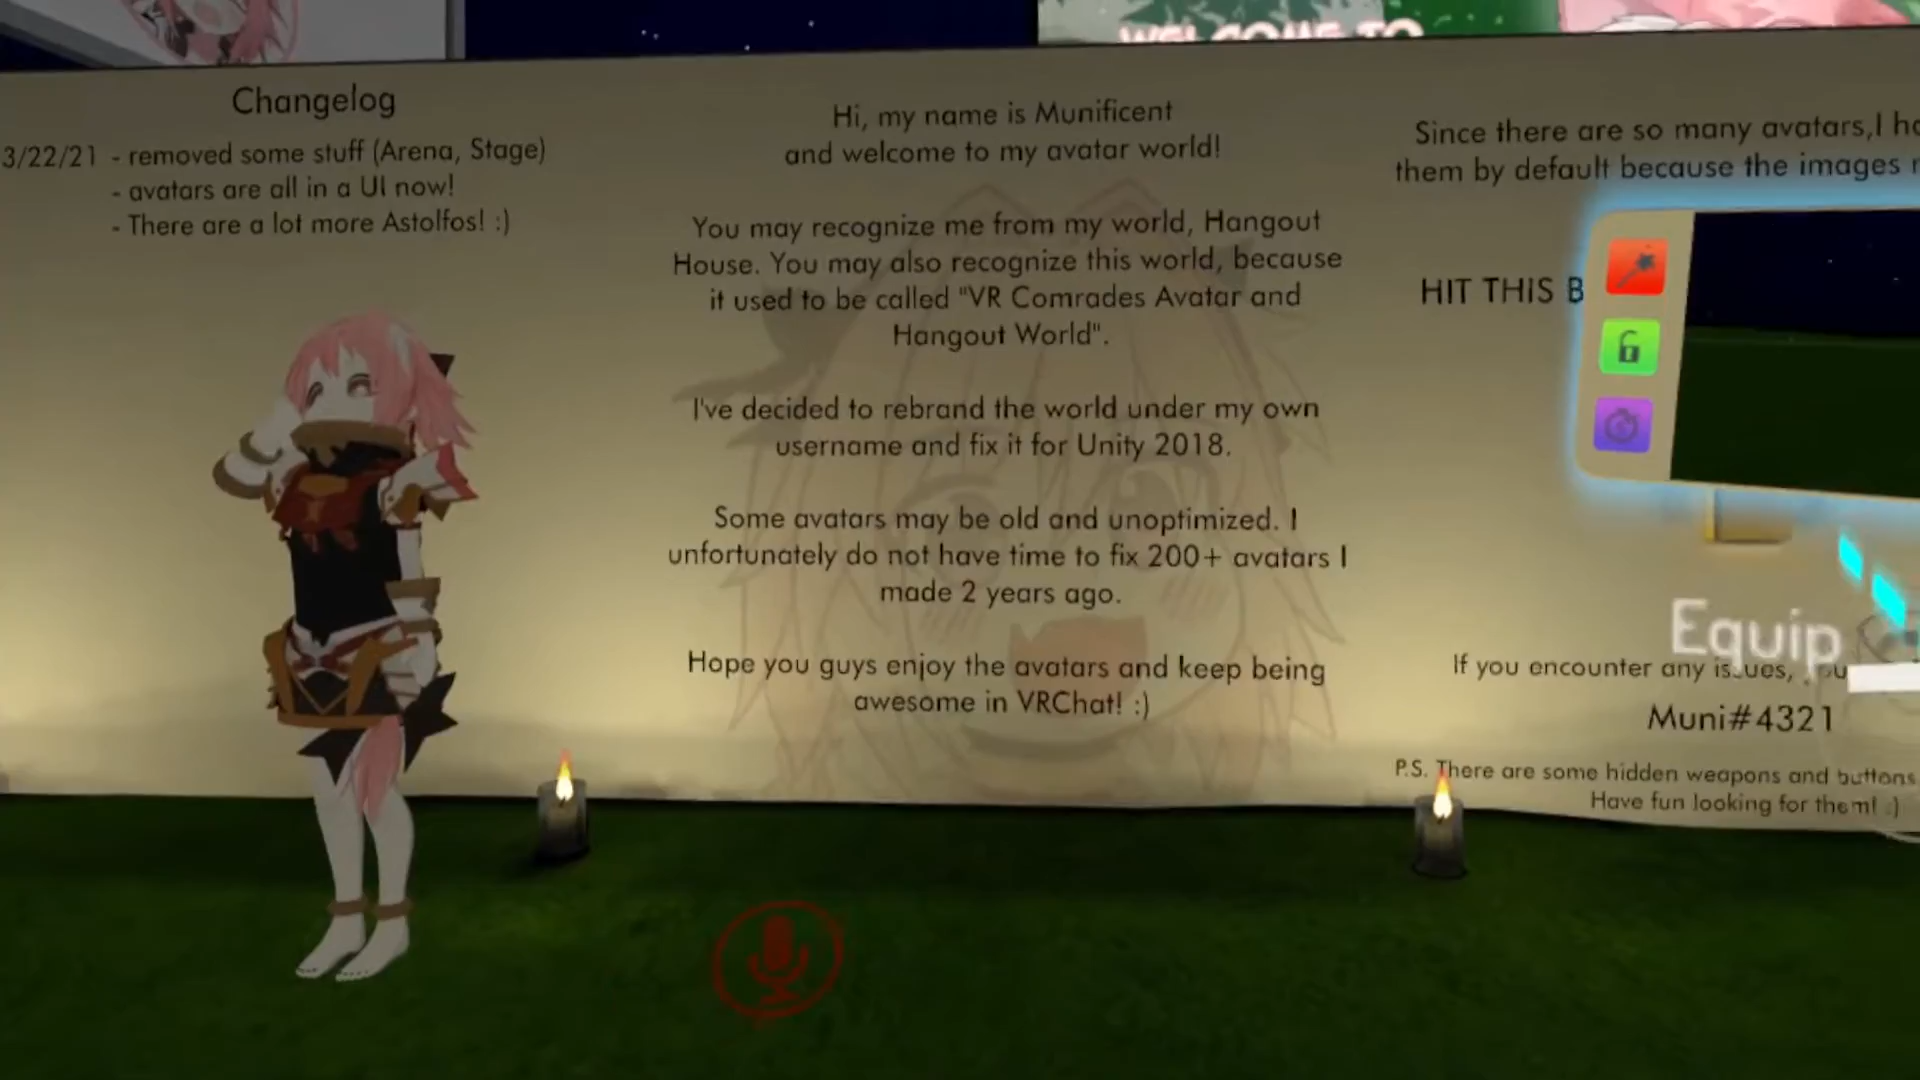 WELCOME TO
Changelog
3/22/21 - removed some stuff (Arena, Stage)
- avatars are all in a UI now!
- There are a lot more Astolfos! :)
Hi, my name is Munificent
and welcome to my avatar world!
You may recognize me from my world, Hangout
House. You may also recognize this world, because
it used to be called "VR Comrades Avatar and
Hangout World".
I've decided to rebrand the world under my own
username and fix it for Unity 2018.
Some avatars may be old and unoptimized. I
unfortunately do not have time to fix 200+ avatars I
made 2 years ago.
Hope you guys enjoy the avatars and keep being
awesome in VRChat! :)
Since there are so many avatars,I
them by default because the images
HIT THIS
Equip
If you encounter any issues,
Muni#4321
P.S. There are some hidden weapons and buttons
Have fun looking for them! :)